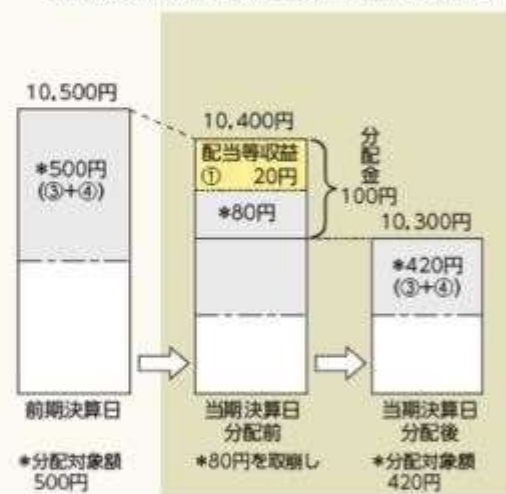 10,500円
*500円
(③+④)
前期決算日
*分配対象額
500円
10,400円
配当等収益
① 20円
*80円
分配金
100円
当期決算日
分配前
*80円を取崩し
10,300円
*420円
(③+④)
当期決算日
分配後
*分配対象額
420円